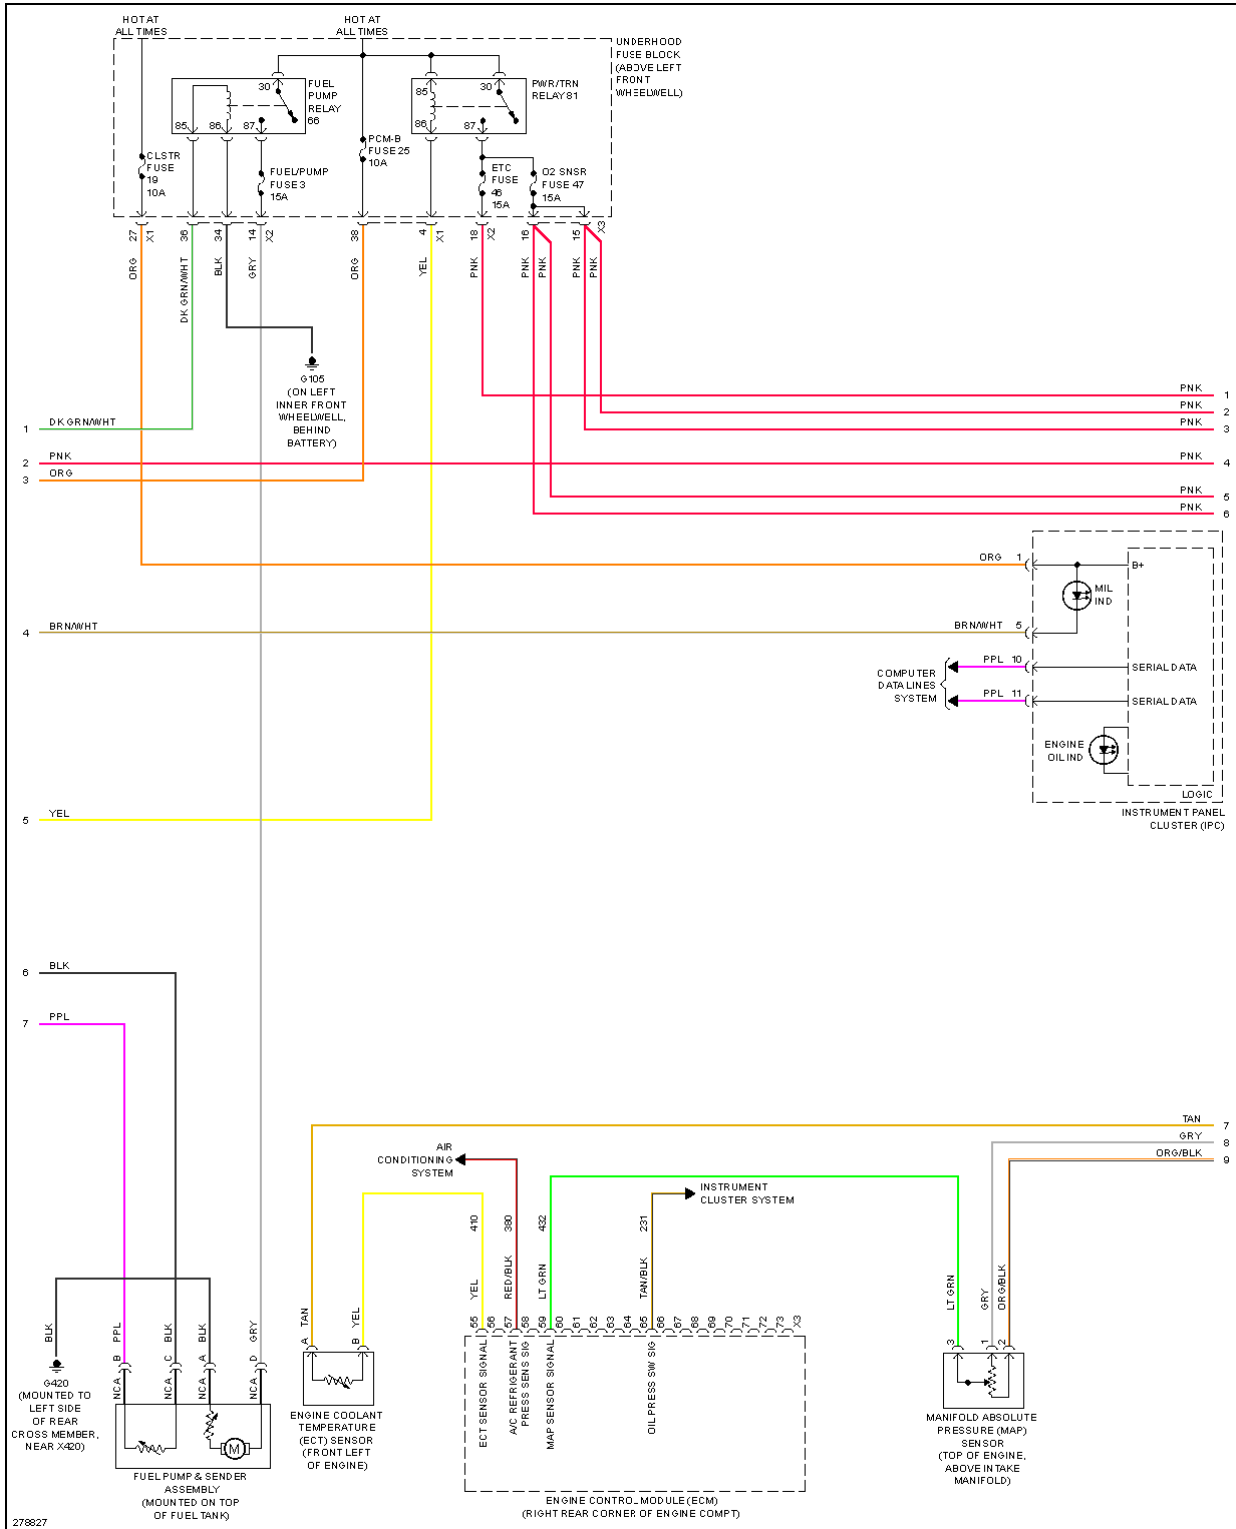 HOT AT
ALL TIMES
HOT AT
ALL TIMES
UNDERHOOD
FUSE BLOCK
(ABOVE LEFT
FRONT
WHEELWELL)
30
FUEL
PUMP
RELAY
66
85
86
87
85
30
PWR/TRN
RELAY 81
86
87
CLSTR
FUSE
19
10A
FUEL/PUMP
FUSE 3
15A
PCM-B
FUSE 25
10A
ETC
FUSE
46
15A
O2 SNSR
FUSE 47
15A
27
X1
36
34
14
X2
38
4
X1
18
X2
16
15
X3
ORG
DK GRN/WHT
BLK
GRY
ORG
YEL
PNK
PNK
PNK
PNK
PNK
G105
(ON LEFT
INNER FRONT
WHEELWELL,
BEHIND
BATTERY)
PNK 1
PNK 2
PNK 3
1 DK GRN/WHT
2 PNK
PNK 4
3 ORG
PNK 5
PNK 6
ORG 1
B+
MIL
IND
4 BRN/WHT
BRN/WHT 5
COMPUTER
DATA LINES
SYSTEM
PPL 10
SERIAL DATA
PPL 11
SERIAL DATA
ENGINE
OIL IND
LOGIC
INSTRUMENT PANEL
CLUSTER (IPC)
5 YEL
6 BLK
7 PPL
TAN 7
GRY 8
ORG/BLK 9
AIR
CONDITIONING
SYSTEM
INSTRUMENT
CLUSTER SYSTEM
410
380
432
231
YEL
RED/BLK
LT GRN
TAN/BLK
55
56
57
58
59
60
61
62
63
64
65
66
67
68
69
70
71
72
73
X3
ECT SENSOR SIGNAL
A/C REFRIGERANT
PRESS SENS SIG
MAP SENSOR SIGNAL
OIL PRESS SW SIG
ENGINE CONTROL MODULE (ECM)
(RIGHT REAR CORNER OF ENGINE COMPT)
BLK
G420
(MOUNTED TO
LEFT SIDE
OF REAR
CROSS MEMBER,
NEAR X420)
B PPL
C BLK
A BLK
D GRY
NCA
NCA
NCA
NCA
M
FUEL PUMP & SENDER
ASSEMBLY
(MOUNTED ON TOP
OF FUEL TANK)
A TAN
B YEL
ENGINE COOLANT
TEMPERATURE
(ECT) SENSOR
(FRONT LEFT
OF ENGINE)
LT GRN
GRY
ORG/BLK
3
1
2
MANIFOLD ABSOLUTE
PRESSURE (MAP)
SENSOR
(TOP OF ENGINE,
ABOVE INTAKE
MANIFOLD)
278827